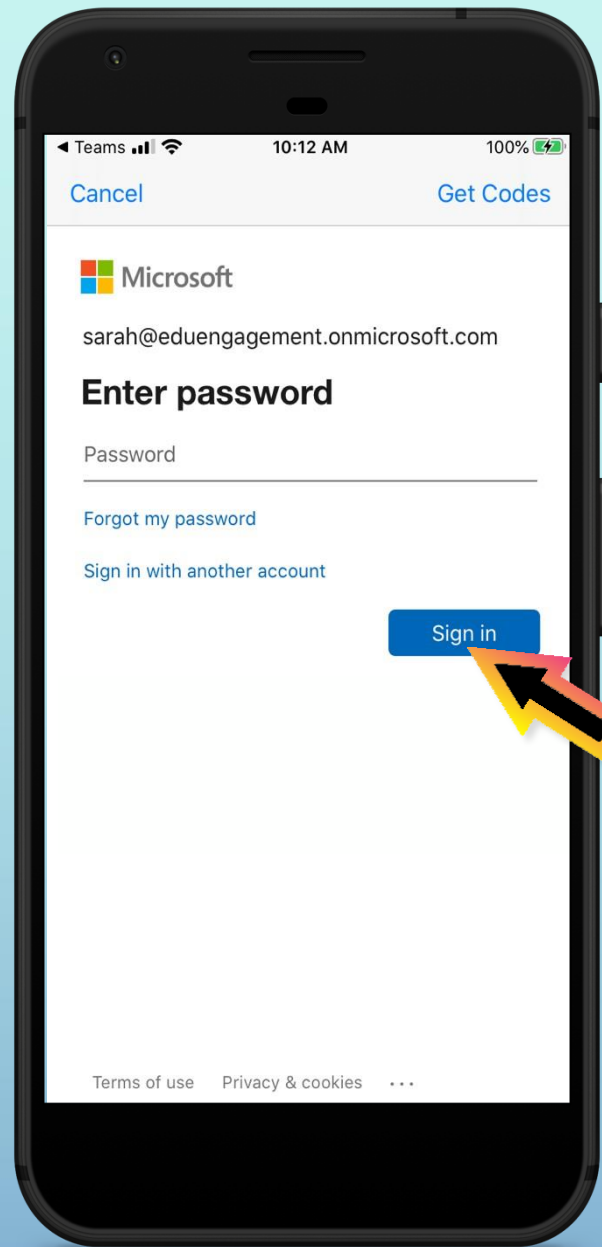 Teams 10:12 AM 100%
Cancel Get Codes
Microsoft
sarah@eduengagement.onmicrosoft.com
Enter password
Password
Forgot my password
Sign in with another account
Sign in
Terms of use Privacy & cookies ...